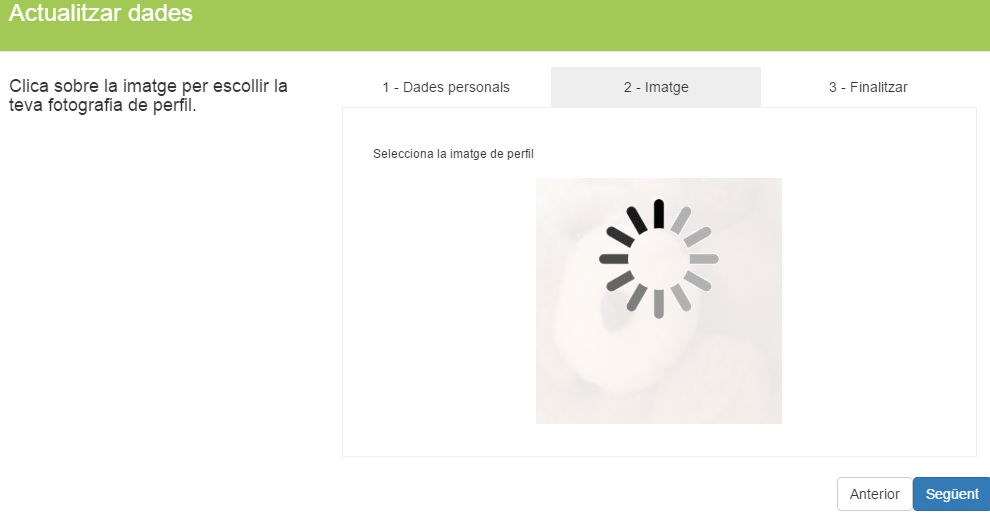 Actualitzar dades
Clica sobre la imatge per escollir la
teva fotografia de perfil.
1 - Dades personals
2 - Imatge
3 - Finalitzar
Selecciona la imatge de perfil
Anterior
Següent